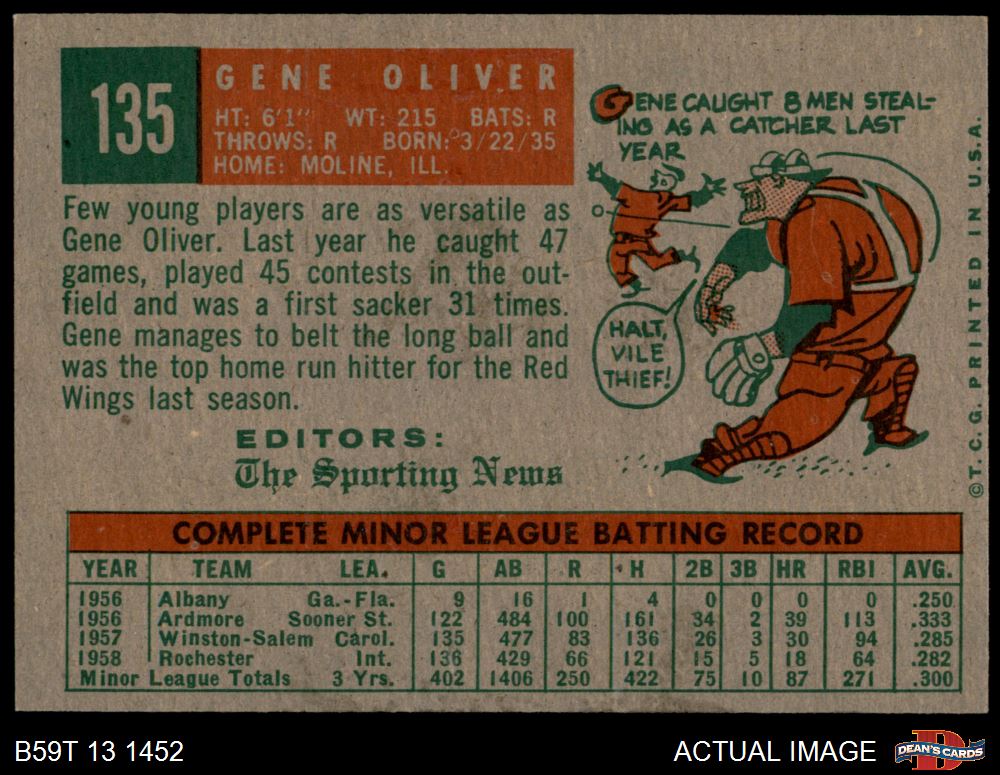 135
GENE OLIVER
HT: 6'1" WT: 215 BATS: R
THROWS: R BORN: 3/22/35
HOME: MOLINE, ILL.
Few young players are as versatile as
Gene Oliver. Last year he caught 47
games, played 45 contests in the out-
field and was a first sacker 31 times.
Gene manages to belt the long ball and
was the top home run hitter for the Red
Wings last season.
EDITORS:
The Sporting News
GENE CAUGHT 8 MEN STEAL-
ING AS A CATCHER LAST
YEAR
HALT,
VILE
THIEF!
© T.C.G. PRINTED IN U.S.A.
COMPLETE MINOR LEAGUE BATTING RECORD
YEAR TEAM LEA. G AB R H 2B 3B HR RBI AVG.
1956 Albany Ga.-Fla. 9 16 1 4 0 0 0 0 .250
1956 Ardmore Sooner St. 122 484 100 161 34 2 39 113 .333
1957 Winston-Salem Carol. 135 477 83 136 26 3 30 94 .285
1958 Rochester Int. 136 429 66 121 15 5 18 64 .282
Minor League Totals 3 Yrs. 402 1406 250 422 75 10 87 271 .300
B59T 13 1452
ACTUAL IMAGE
D
DEAN'S CARDS